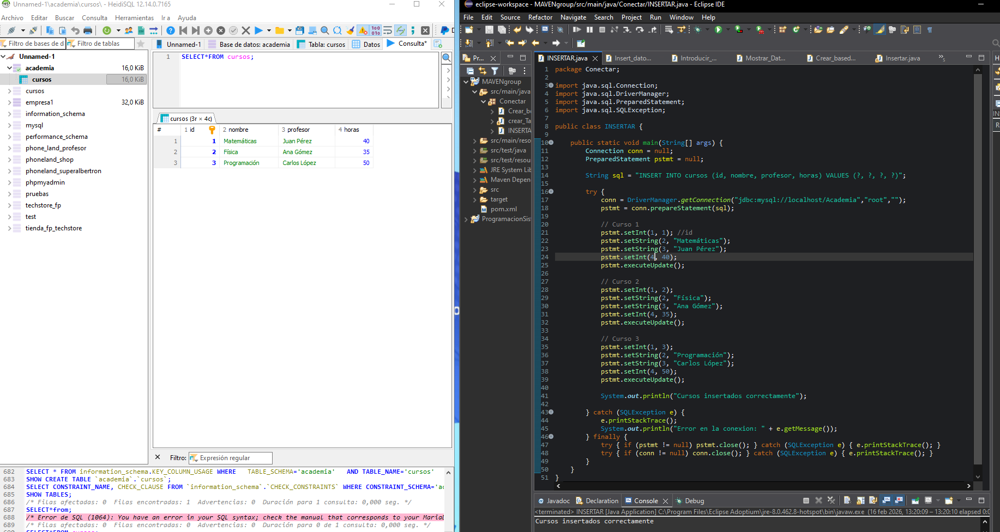 Unnamed-1\academia\cursos\ - HeidiSQL 12.14.0.7165
Archivo Editar Buscar Consulta Herramientas Ir a Ayuda
Filtro de bases de d
Filtro de tablas
Unnamed-1
Base de datos: academia
Tabla: cursos
Datos
Consulta*
Unnamed-1
academia 16,0 KiB
cursos 16,0 KiB
cursos
empresa1 32,0 KiB
information_schema
mysql
performance_schema
phone_land_profesor
phoneland_shop
phoneland_superalbertron
phpmyadmin
pruebas
techstore_fp
test
tienda_fp_techstore
1 SELECT*FROM cursos;
cursos (3r × 4c)
# 1 id 2 nombre 3 profesor 4 horas
1 1 Matemáticas Juan Pérez 40
2 2 Física Ana Gómez 35
3 3 Programación Carlos López 50
Filtro: Expresión regular
682 SELECT * FROM information_schema.KEY_COLUMN_USAGE WHERE TABLE_SCHEMA='academia' AND TABLE_NAME='cursos'
683 SHOW CREATE TABLE `academia`.`cursos`;
684 SELECT CONSTRAINT_NAME, CHECK_CLAUSE FROM `information_schema`.`CHECK_CONSTRAINTS` WHERE CONSTRAINT_SCHEMA='ac
685 SHOW TABLES;
686 /* Filas afectadas: 0 Filas encontradas: 1 Advertencias: 0 Duración para 1 consulta: 0,000 seg. */
687 SELECT*from;
688 /* Error de SQL (1064): You have an error in your SQL syntax; check the manual that corresponds to your Maria
689 /* Filas afectadas: 0 Filas encontradas: 0 Advertencias: 0 Duración para 0 de 1 consulta: 0,000 seg. */
690 SELECT*FROM cursos;
eclipse-workspace - MAVENgroup/src/main/java/Conectar/INSERTAR.java - Eclipse IDE
File Edit Source Refactor Navigate Search Project Run Window Help
Pr...
MAVENgroup
src/main/java
Conectar
Crear_b
crear_Ta
INSERTA
src/main/reso
src/test/java
src/test/resou
JRE System Lib
Maven Depen
src
target
pom.xml
ProgramacionSist
INSERTAR.java Insert_dato... Introducir_... Mostrar_Dat... Crear_based... Insertar.java
1 package Conectar;
2
3 import java.sql.Connection;
4 import java.sql.DriverManager;
5 import java.sql.PreparedStatement;
6 import java.sql.SQLException;
7
8 public class INSERTAR {
9
10 public static void main(String[] args) {
11 Connection conn = null;
12 PreparedStatement pstmt = null;
13
14 String sql = "INSERT INTO cursos (id, nombre, profesor, horas) VALUES (?, ?, ?, ?)";
15
16 try {
17 conn = DriverManager.getConnection("jdbc:mysql://localhost/Academia","root","");
18 pstmt = conn.prepareStatement(sql);
19
20 // Curso 1
21 pstmt.setInt(1, 1); //id
22 pstmt.setString(2, "Matemáticas");
23 pstmt.setString(3, "Juan Pérez");
24 pstmt.setInt(4, 40);
25 pstmt.executeUpdate();
26
27 // Curso 2
28 pstmt.setInt(1, 2);
29 pstmt.setString(2, "Física");
30 pstmt.setString(3, "Ana Gómez");
31 pstmt.setInt(4, 35);
32 pstmt.executeUpdate();
33
34 // Curso 3
35 pstmt.setInt(1, 3);
36 pstmt.setString(2, "Programación");
37 pstmt.setString(3, "Carlos López");
38 pstmt.setInt(4, 50);
39 pstmt.executeUpdate();
40
41 System.out.println("Cursos insertados correctamente");
42
43 } catch (SQLException e) {
44 e.printStackTrace();
45 System.out.println("Error en la conexion: " + e.getMessage());
46 } finally {
47 try { if (pstmt != null) pstmt.close(); } catch (SQLException e) { e.printStackTrace(); }
48 try { if (conn != null) conn.close(); } catch (SQLException e) { e.printStackTrace(); }
49 }
50 }
51 }
Javadoc Declaration Console Debug
<terminated> INSERTAR [Java Application] C:\Program Files\Eclipse Adoptium\jre-8.0.462.8-hotspot\bin\javaw.exe (16 feb 2026, 13:20:09 – 13:20:10 elapsed 0:0
Cursos insertados correctamente